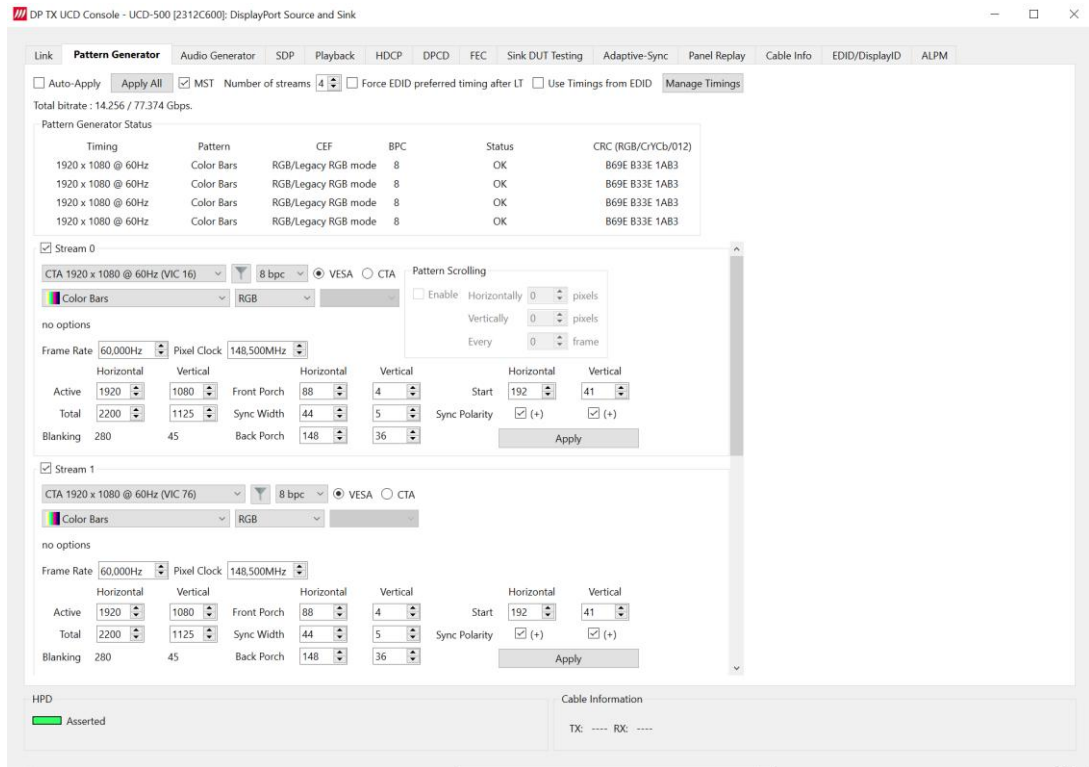 DP TX UCD Console - UCD-500 [2312C600]: DisplayPort Source and Sink
Link Pattern Generator Audio Generator SDP Playback HDCP DPCD FEC Sink DUT Testing Adaptive-Sync Panel Replay Cable Info EDID/DisplayID ALPM
Auto-Apply Apply All MST Number of streams 4 Force EDID preferred timing after LT Use Timings from EDID Manage Timings
Total bitrate : 14.256 / 77.374 Gbps.
Pattern Generator Status
Timing Pattern CEF BPC Status CRC (RGB/CrYCb/012)
1920 x 1080 @ 60Hz Color Bars RGB/Legacy RGB mode 8 OK B69E B33E 1AB3
1920 x 1080 @ 60Hz Color Bars RGB/Legacy RGB mode 8 OK B69E B33E 1AB3
1920 x 1080 @ 60Hz Color Bars RGB/Legacy RGB mode 8 OK B69E B33E 1AB3
1920 x 1080 @ 60Hz Color Bars RGB/Legacy RGB mode 8 OK B69E B33E 1AB3
Stream 0
CTA 1920 x 1080 @ 60Hz (VIC 16) 8 bpc VESA CTA Pattern Scrolling
Color Bars RGB Enable Horizontally 0 pixels
Vertically 0 pixels
no options
Every 0 frame
Frame Rate 60,000Hz Pixel Clock 148,500MHz
Horizontal Vertical Horizontal Vertical Horizontal Vertical
Active 1920 1080 Front Porch 88 4 Start 192 41
Total 2200 1125 Sync Width 44 5 Sync Polarity (+) (+)
Blanking 280 45 Back Porch 148 36 Apply
Stream 1
CTA 1920 x 1080 @ 60Hz (VIC 76) 8 bpc VESA CTA
Color Bars RGB
no options
Frame Rate 60,000Hz Pixel Clock 148,500MHz
Horizontal Vertical Horizontal Vertical Horizontal Vertical
Active 1920 1080 Front Porch 88 4 Start 192 41
Total 2200 1125 Sync Width 44 5 Sync Polarity (+) (+)
Blanking 280 45 Back Porch 148 36 Apply
HPD Cable Information
Asserted
TX: ---- RX: ----